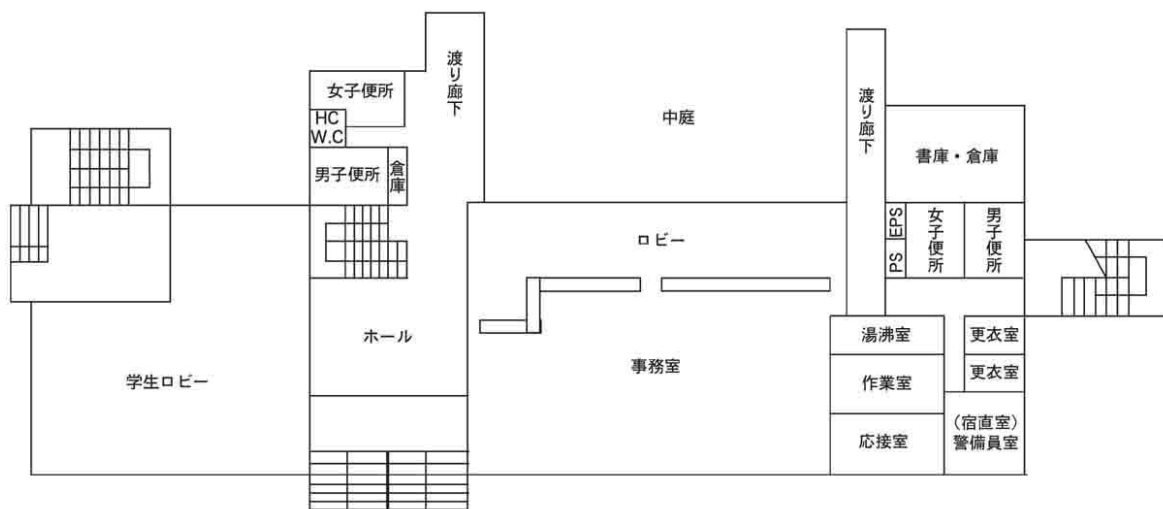 女子便所
HC
W.C
男子便所
倉庫
渡り廊下
中庭
渡り廊下
書庫・倉庫
EPS
PS
女子便所
男子便所
ロビー
ホール
学生ロビー
事務室
湯沸室
更衣室
作業室
更衣室
応接室
（宿直室）
警備員室